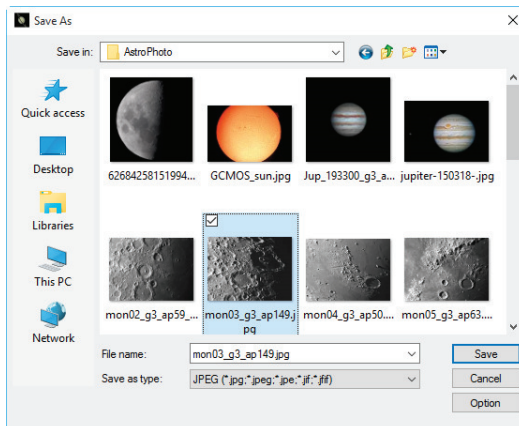 Save As
Save in:
AstroPhoto
Quick access
Desktop
Libraries
This PC
Network
62684258151994...
GCMOS_sun.jpg
Jup_193300_g3_a...
jupiter-150318-.jpg
mon02_g3_ap59_...
mon03_g3_ap149.j
pg
mon04_g3_ap50....
mon05_g3_ap63....
File name:
mon03_g3_ap149.jpg
Save
Save as type:
JPEG (*.jpg;*.jpeg;*.jpe;*.jif;*.jfif)
Cancel
Option